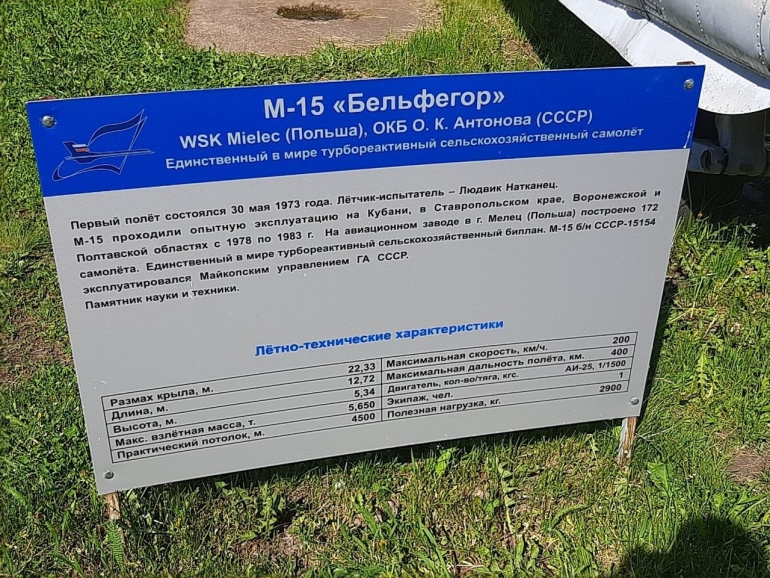 М-15 «Бельфегор»
WSK Mielec (Польша), ОКБ О. К. Антонова (СССР)
Единственный в мире турбореактивный сельскохозяйственный самолёт
Первый полёт состоялся 30 мая 1973 года. Лётчик-испытатель – Людвик Натканец.
М-15 проходили опытную эксплуатацию на Кубани, в Ставропольском крае, Воронежской и
Полтавской областях с 1978 по 1983 г. На авиационном заводе в г. Мелец (Польша) построено 172
самолёта. Единственный в мире турбореактивный сельскохозяйственный биплан. М-15 б/н СССР-15154
эксплуатировался Майкопским управлением ГА СССР.
Памятник науки и техники.
Лётно-технические характеристики
Размах крыла, м. 22,33 Максимальная скорость, км/ч. 200
Длина, м. 12,72 Максимальная дальность полёта, км. 400
Высота, м. 5,34 Двигатель, кол-во/тяга, кгс. АИ-25, 1/1500
Макс. взлётная масса, т. 5,650 Экипаж, чел. 1
Практический потолок, м. 4500 Полезная нагрузка, кг. 2900